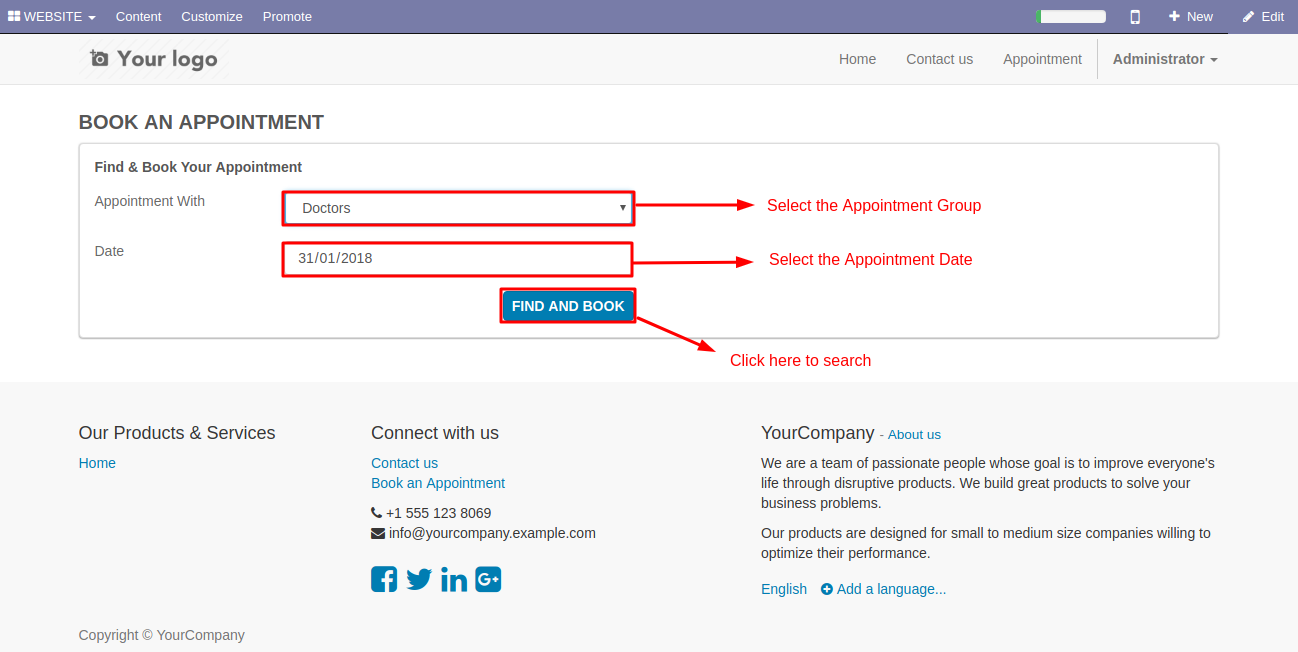 WEBSITE Content Customize Promote New Edit
Your logo Home Contact us Appointment Administrator
BOOK AN APPOINTMENT
Find & Book Your Appointment
Appointment With Doctors Select the Appointment Group
Date 31/01/2018 Select the Appointment Date
FIND AND BOOK
Click here to search
Our Products & Services
Home
Connect with us
Contact us
Book an Appointment
+1 555 123 8069
info@yourcompany.example.com
YourCompany - About us
We are a team of passionate people whose goal is to improve everyone's
life through disruptive products. We build great products to solve your
business problems.
Our products are designed for small to medium size companies willing to
optimize their performance.
English Add a language...
Copyright © YourCompany